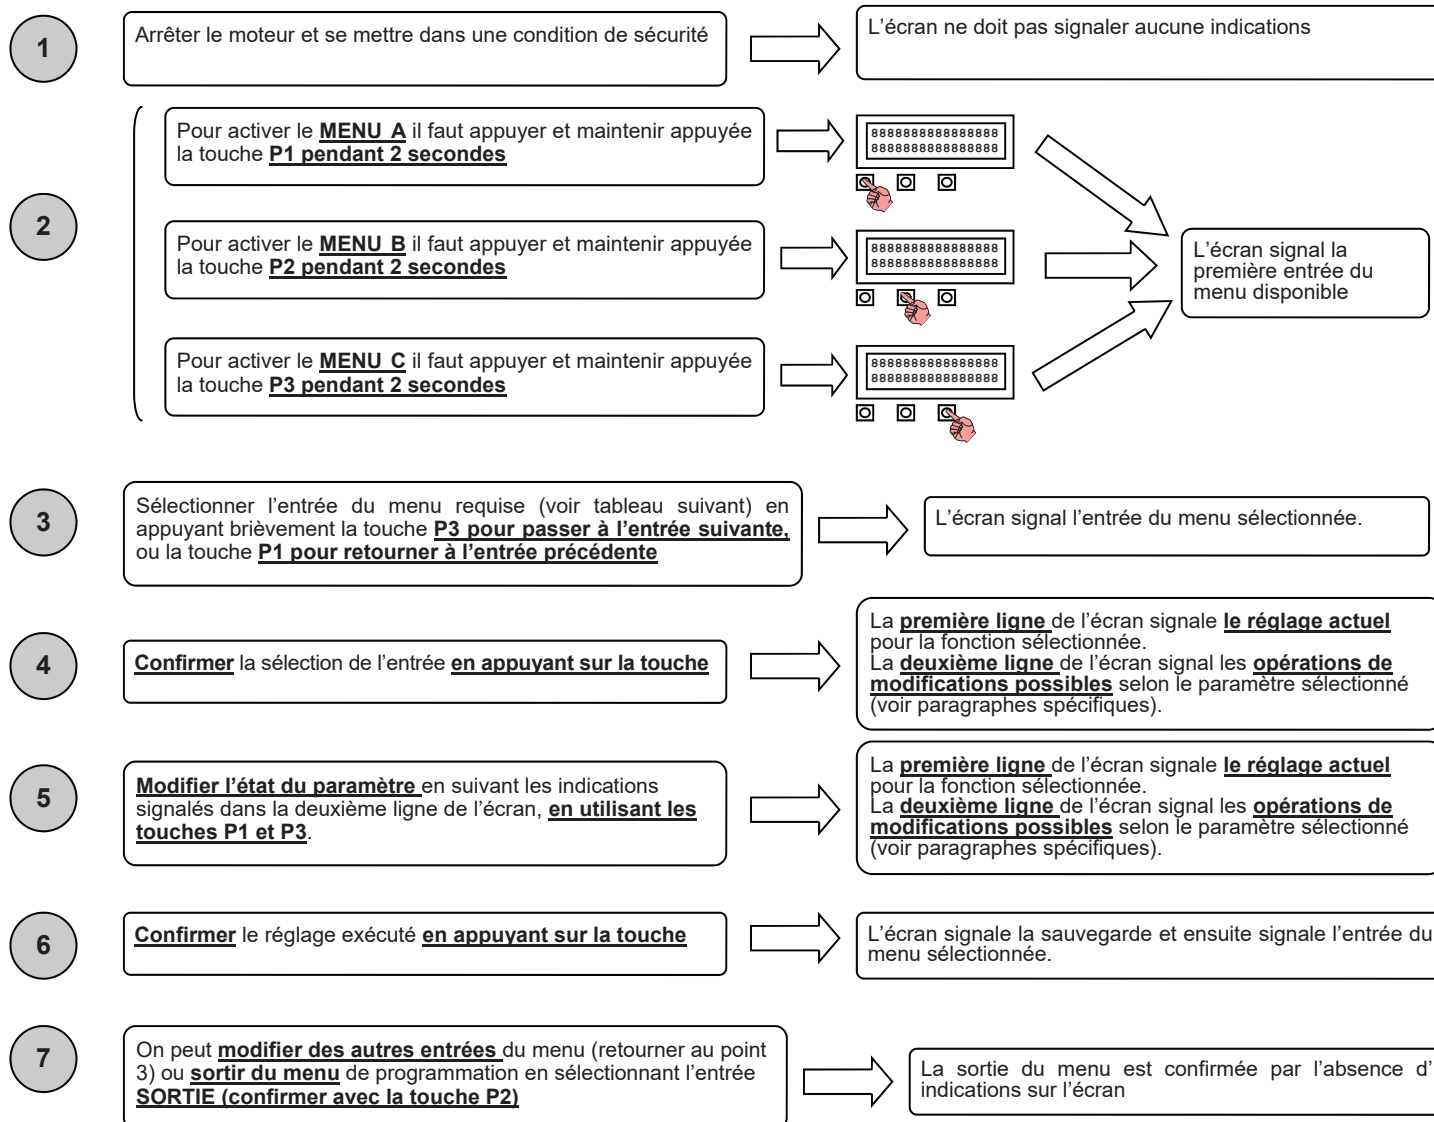 1
Arrêter le moteur et se mettre dans une condition de sécurité
L'écran ne doit pas signaler aucune indications
2
Pour activer le MENU A il faut appuyer et maintenir appuyée
la touche P1 pendant 2 secondes
8888888888888888
8888888888888888
Pour activer le MENU B il faut appuyer et maintenir appuyée
la touche P2 pendant 2 secondes
8888888888888888
8888888888888888
Pour activer le MENU C il faut appuyer et maintenir appuyée
la touche P3 pendant 2 secondes
8888888888888888
8888888888888888
L'écran signal la
première entrée du
menu disponible
3
Sélectionner l'entrée du menu requise (voir tableau suivant) en
appuyant brièvement la touche P3 pour passer à l'entrée suivante,
ou la touche P1 pour retourner à l'entrée précédente
L'écran signal l'entrée du menu sélectionnée.
4
Confirmer la sélection de l'entrée en appuyant sur la touche
La première ligne de l'écran signale le réglage actuel
pour la fonction sélectionnée.
La deuxième ligne de l'écran signal les opérations de
modifications possibles selon le paramètre sélectionné
(voir paragraphes spécifiques).
5
Modifier l'état du paramètre en suivant les indications
signalés dans la deuxième ligne de l'écran, en utilisant les
touches P1 et P3.
La première ligne de l'écran signale le réglage actuel
pour la fonction sélectionnée.
La deuxième ligne de l'écran signal les opérations de
modifications possibles selon le paramètre sélectionné
(voir paragraphes spécifiques).
6
Confirmer le réglage exécuté en appuyant sur la touche
L'écran signale la sauvegarde et ensuite signale l'entrée du
menu sélectionnée.
7
On peut modifier des autres entrées du menu (retourner au point
3) ou sortir du menu de programmation en sélectionnant l'entrée
SORTIE (confirmer avec la touche P2)
La sortie du menu est confirmée par l'absence d'
indications sur l'écran